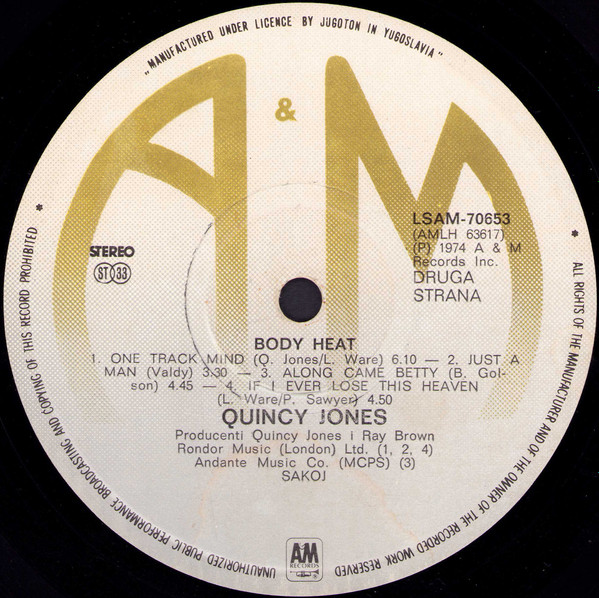 „MANUFACTURED UNDER LICENCE BY JUGOTON IN YUGOSLAVIA"
A & M
STEREO
ST 33
LSAM-70653
(AMLH 63617)
(P) 1974 A & M
Records Inc.
DRUGA
STRANA
BODY HEAT
1. ONE TRACK MIND (Q. Jones/L. Ware) 6.10 — 2. JUST A
MAN (Valdy) 3.30 — 3. ALONG CAME BETTY (B. Gol-
son) 4.45 — 4. IF I EVER LOSE THIS HEAVEN
(L. Ware/P. Sawyer) 4.50
QUINCY JONES
Producenti Quincy Jones i Ray Brown
Rondor Music (London) Ltd. (1, 2, 4)
Andante Music Co. (MCPS) (3)
SAKOJ
AM
RECORDS
* ALL RIGHTS OF THE MANUFACTURER AND OF THE OWNER OF THE RECORDED WORK RESERVED
UNAUTHORIZED PUBLIC PERFORMANCE BROADCASTING AND COPYING OF THIS RECORD PROHIBITED *